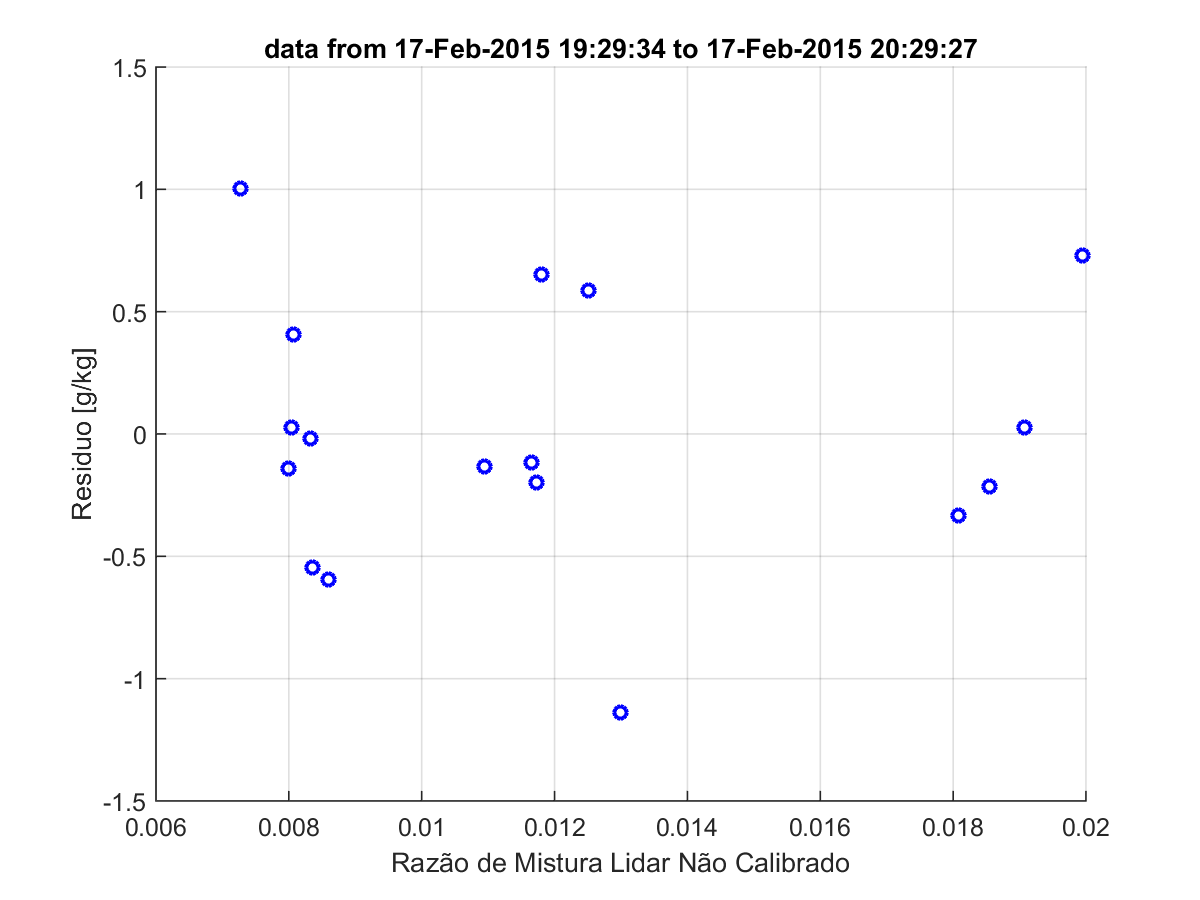 data from 17-Feb-2015 19:29:34 to 17-Feb-2015 20:29:27
1.5
1
0.5
0
-0.5
-1
-1.5
Residuo [g/kg]
0.006 0.008 0.01 0.012 0.014 0.016 0.018 0.02
Razão de Mistura Lidar Não Calibrado